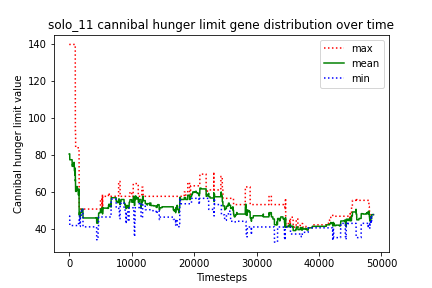 solo_11 cannibal hunger limit gene distribution over time
140
120
100
80
60
40
Cannibal hunger limit value
max
mean
min
0
10000
20000
30000
40000
50000
Timesteps